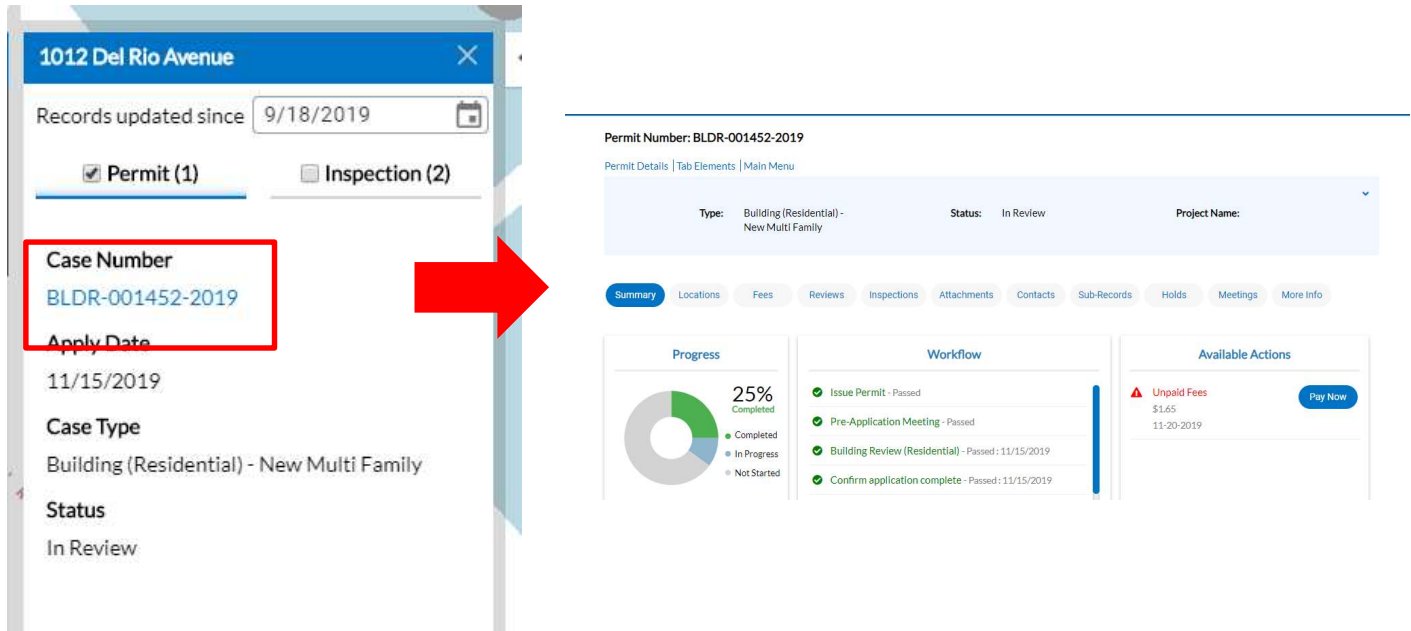 1012 Del Rio Avenue
Records updated since 9/18/2019
Permit (1) Inspection (2)
Case Number
BLDR-001452-2019
Apply Date
11/15/2019
Case Type
Building (Residential) - New Multi Family
Status
In Review
Permit Number: BLDR-001452-2019
Permit Details | Tab Elements | Main Menu
Type: Building (Residential) - Status: In Review Project Name:
New Multi Family
Summary Locations Fees Reviews Inspections Attachments Contacts Sub-Records Holds Meetings More Info
Progress
25%
Completed
Completed
In Progress
Not Started
Workflow
Issue Permit - Passed
Pre-Application Meeting - Passed
Building Review (Residential) - Passed : 11/15/2019
Confirm application complete - Passed : 11/15/2019
Available Actions
Unpaid Fees Pay Now
$1.65
11-20-2019